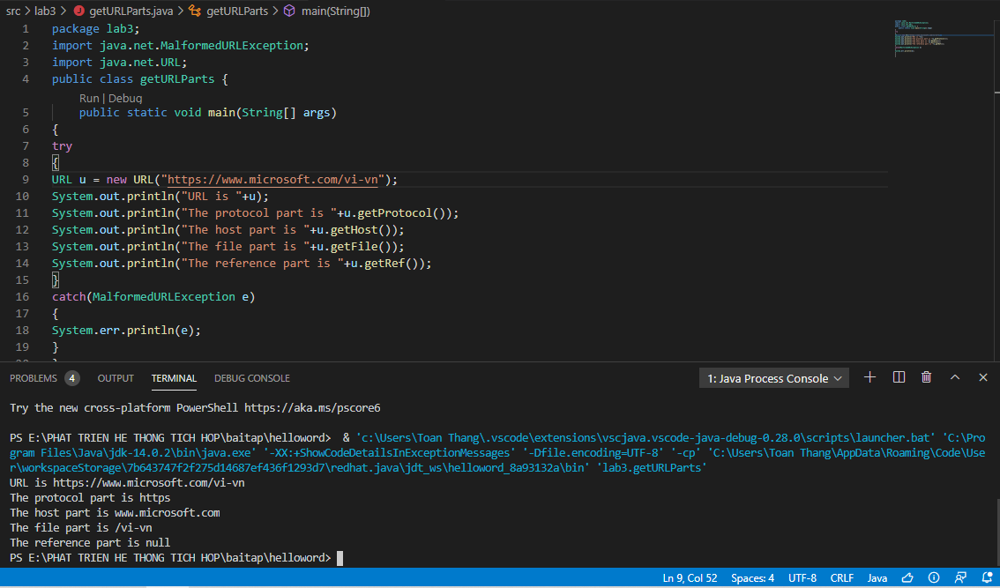 src > lab3 > getURLParts.java > getURLParts > main(String[])
1 package lab3;
2 import java.net.MalformedURLException;
3 import java.net.URL;
4 public class getURLParts {
Run | Debug
5 public static void main(String[] args)
6 {
7 try
8 {
9 URL u = new URL("https://www.microsoft.com/vi-vn");
10 System.out.println("URL is "+u);
11 System.out.println("The protocol part is "+u.getProtocol());
12 System.out.println("The host part is "+u.getHost());
13 System.out.println("The file part is "+u.getFile());
14 System.out.println("The reference part is "+u.getRef());
15 }
16 catch(MalformedURLException e)
17 {
18 System.err.println(e);
19 }
PROBLEMS 4 OUTPUT TERMINAL DEBUG CONSOLE 1: Java Process Console
Try the new cross-platform PowerShell https://aka.ms/pscore6
PS E:\PHAT TRIEN HE THONG TICH HOP\baitap\helloword> & 'c:\Users\Toan Thang\.vscode\extensions\vscjava.vscode-java-debug-0.28.0\scripts\launcher.bat' 'C:\Pro
gram Files\Java\jdk-14.0.2\bin\java.exe' '-XX:+ShowCodeDetailsInExceptionMessages' '-Dfile.encoding=UTF-8' '-cp' 'C:\Users\Toan Thang\AppData\Roaming\Code\Use
r\workspaceStorage\7b643747f2f275d14687ef436f1293d7\redhat.java\jdt_ws\helloword_8a93132a\bin' 'lab3.getURLParts'
URL is https://www.microsoft.com/vi-vn
The protocol part is https
The host part is www.microsoft.com
The file part is /vi-vn
The reference part is null
PS E:\PHAT TRIEN HE THONG TICH HOP\baitap\helloword>
Ln 9, Col 52 Spaces: 4 UTF-8 CRLF Java